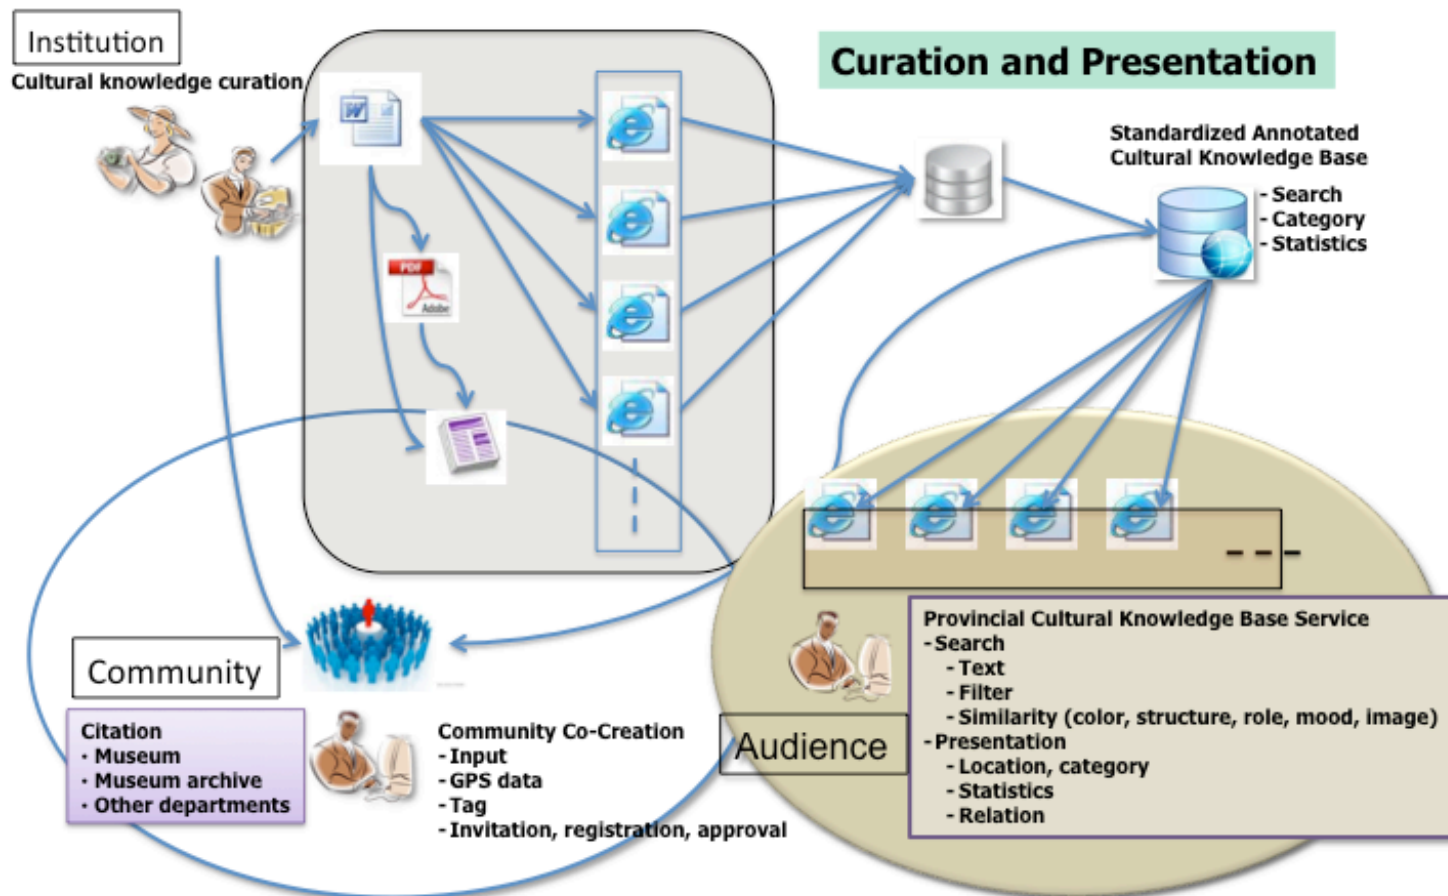 Institution
Cultural knowledge curation
Curation and Presentation
W
PDF
Adobe
Standardized Annotated
Cultural Knowledge Base
- Search
- Category
- Statistics
Community
Citation
· Museum
· Museum archive
· Other departments
Community Co-Creation
- Input
- GPS data
- Tag
- Invitation, registration, approval
Audience
Provincial Cultural Knowledge Base Service
- Search
- Text
- Filter
- Similarity (color, structure, role, mood, image)
- Presentation
- Location, category
- Statistics
- Relation